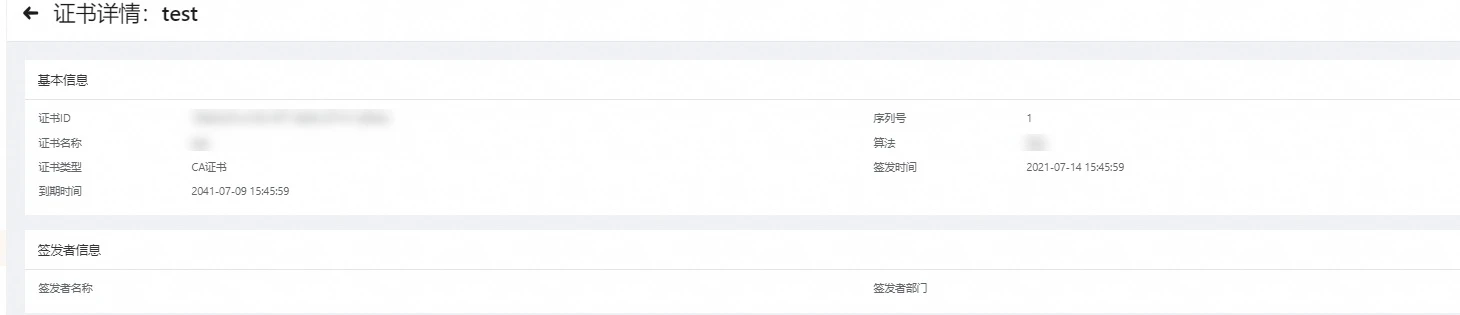 ← 证书详情：test
基本信息
证书ID 序列号 1
证书名称 算法
证书类型 CA证书 签发时间 2021-07-14 15:45:59
到期时间 2041-07-09 15:45:59
签发者信息
签发者名称 签发者部门